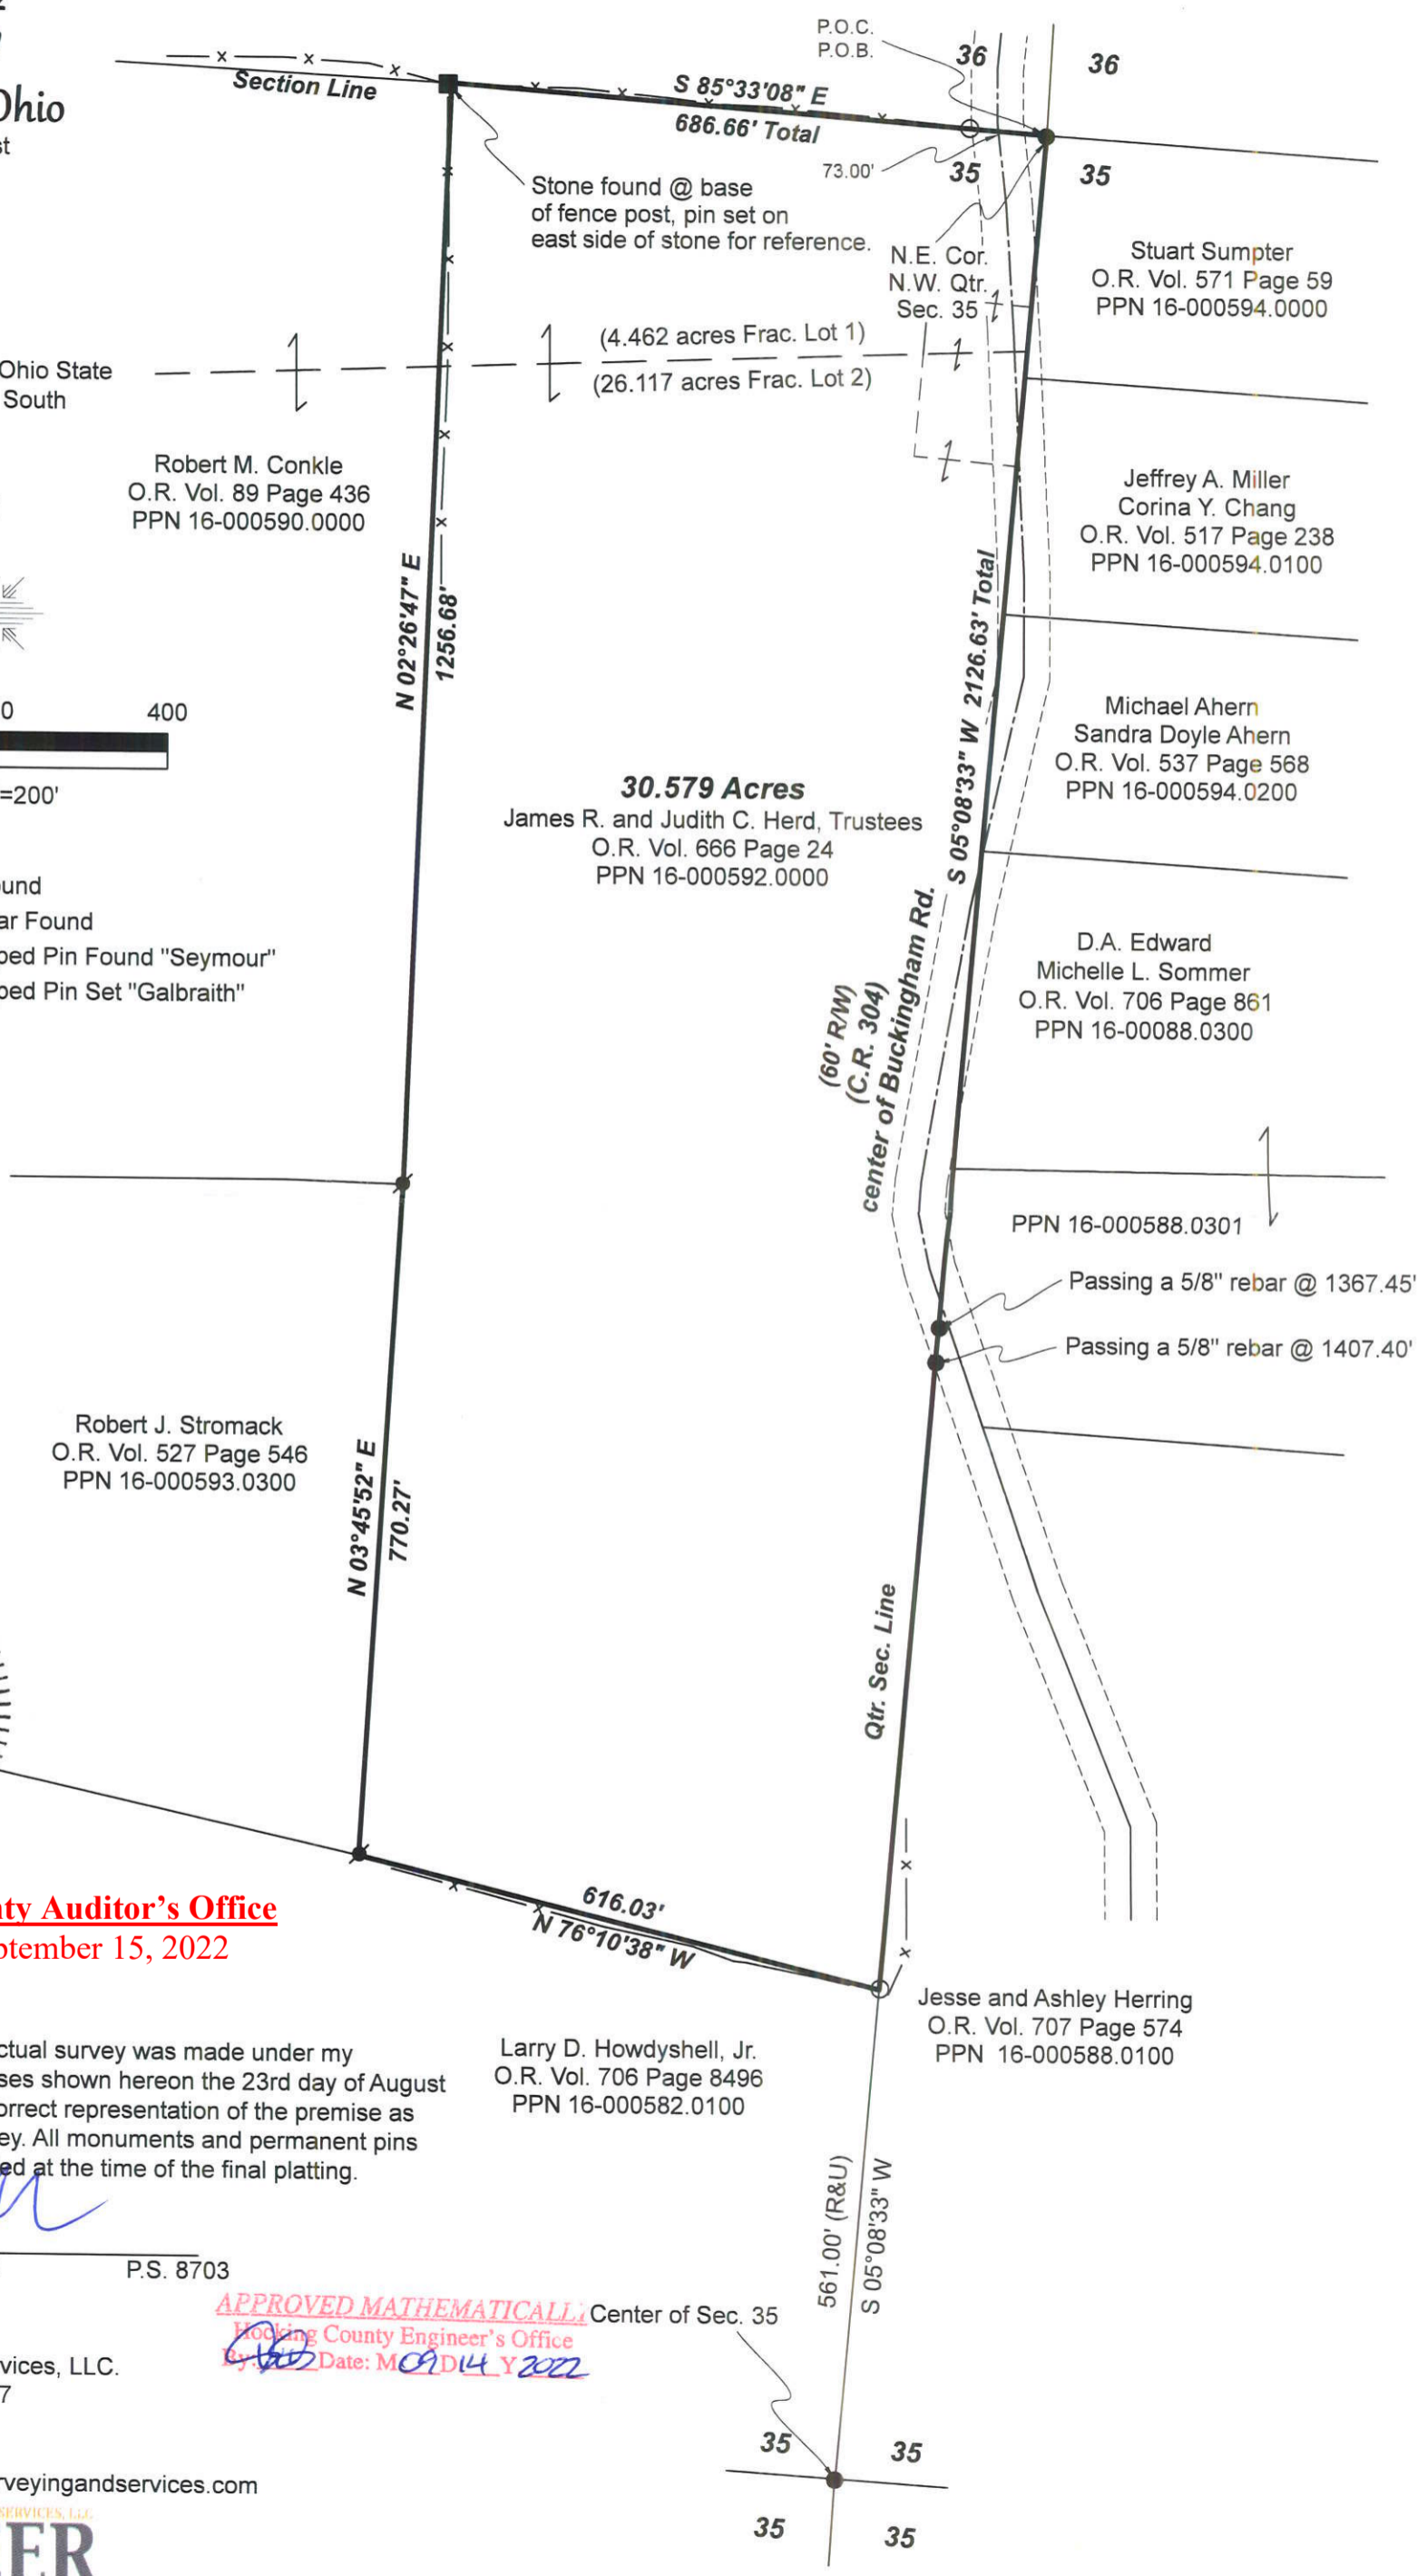 Ohio
P.O.C.
P.O.B.
36
36
Section Line
S 85°33'08" E
686.66' Total
73.00'
35
35
Stone found @ base
of fence post, pin set on
east side of stone for reference.
N.E. Cor.
N.W. Qtr.
Sec. 35
Stuart Sumpter
O.R. Vol. 571 Page 59
PPN 16-000594.0000
(4.462 acres Frac. Lot 1)
(26.117 acres Frac. Lot 2)
Ohio State
South
Robert M. Conkle
O.R. Vol. 89 Page 436
PPN 16-000590.0000
Jeffrey A. Miller
Corina Y. Chang
O.R. Vol. 517 Page 238
PPN 16-000594.0100
N 02°26'47" E
1256.68'
S 05°08'33" W 2126.63' Total
0 400
=200'
Michael Ahern
Sandra Doyle Ahern
O.R. Vol. 537 Page 568
PPN 16-000594.0200
30.579 Acres
James R. and Judith C. Herd, Trustees
O.R. Vol. 666 Page 24
PPN 16-000592.0000
und
ar Found
ped Pin Found "Seymour"
ped Pin Set "Galbraith"
D.A. Edward
Michelle L. Sommer
O.R. Vol. 706 Page 861
PPN 16-00088.0300
(60' R/W)
(C.R. 304)
center of Buckingham Rd.
PPN 16-000588.0301
Passing a 5/8" rebar @ 1367.45'
Passing a 5/8" rebar @ 1407.40'
Robert J. Stromack
O.R. Vol. 527 Page 546
PPN 16-000593.0300
N 03°45'52" E
770.27'
Qtr. Sec. Line
nty Auditor's Office
ptember 15, 2022
616.03'
N 76°10'38" W
Jesse and Ashley Herring
O.R. Vol. 707 Page 574
PPN 16-000588.0100
Larry D. Howdyshell, Jr.
O.R. Vol. 706 Page 8496
PPN 16-000582.0100
ctual survey was made under my
ses shown hereon the 23rd day of August
orrect representation of the premise as
ey. All monuments and permanent pins
ed at the time of the final platting.
P.S. 8703
561.00' (R&U)
S 05°08'33" W
APPROVED MATHEMATICALLY
Hocking County Engineer's Office
By: Date: M 09 D 14 Y 2022
Center of Sec. 35
vices, LLC.
7
35
35
rveyingandservices.com
SERVICES, LLC
ER
35
35